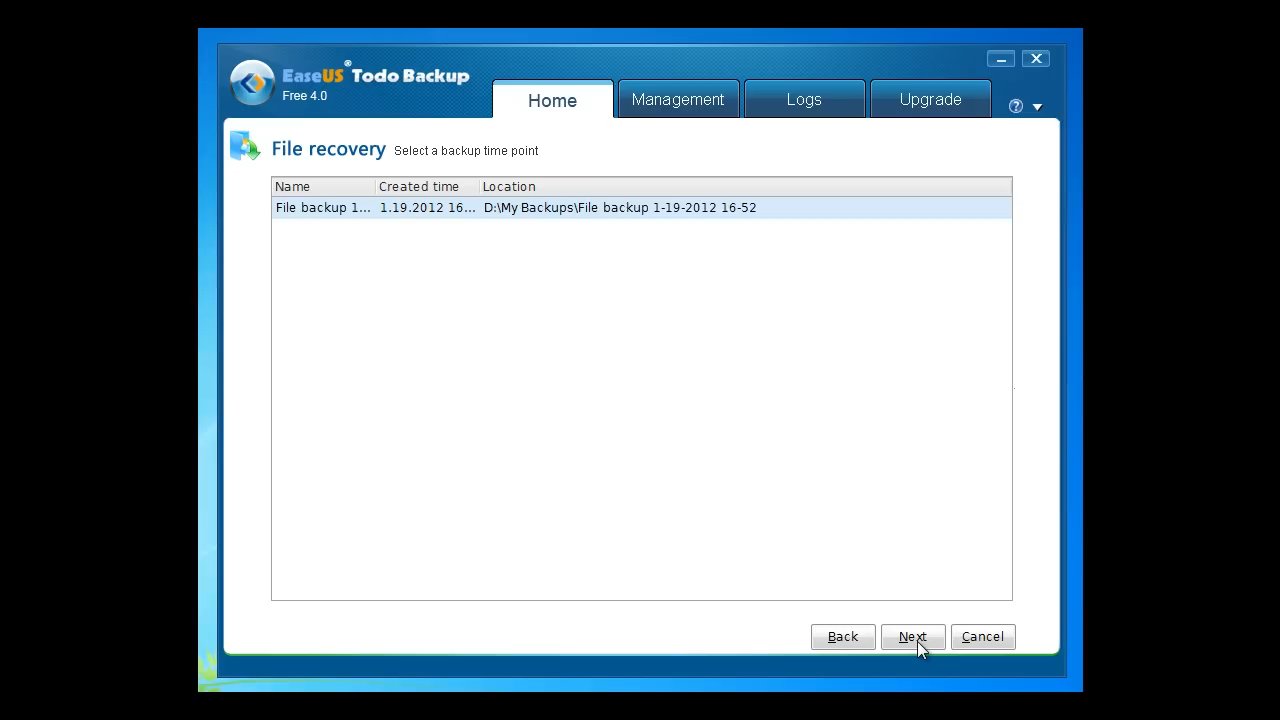 EaseUS® Todo Backup
Free 4.0
Home
Management
Logs
Upgrade
File recovery Select a backup time point
Name Created time Location
File backup 1... 1.19.2012 16... D:\My Backups\File backup 1-19-2012 16-52
Back Next Cancel